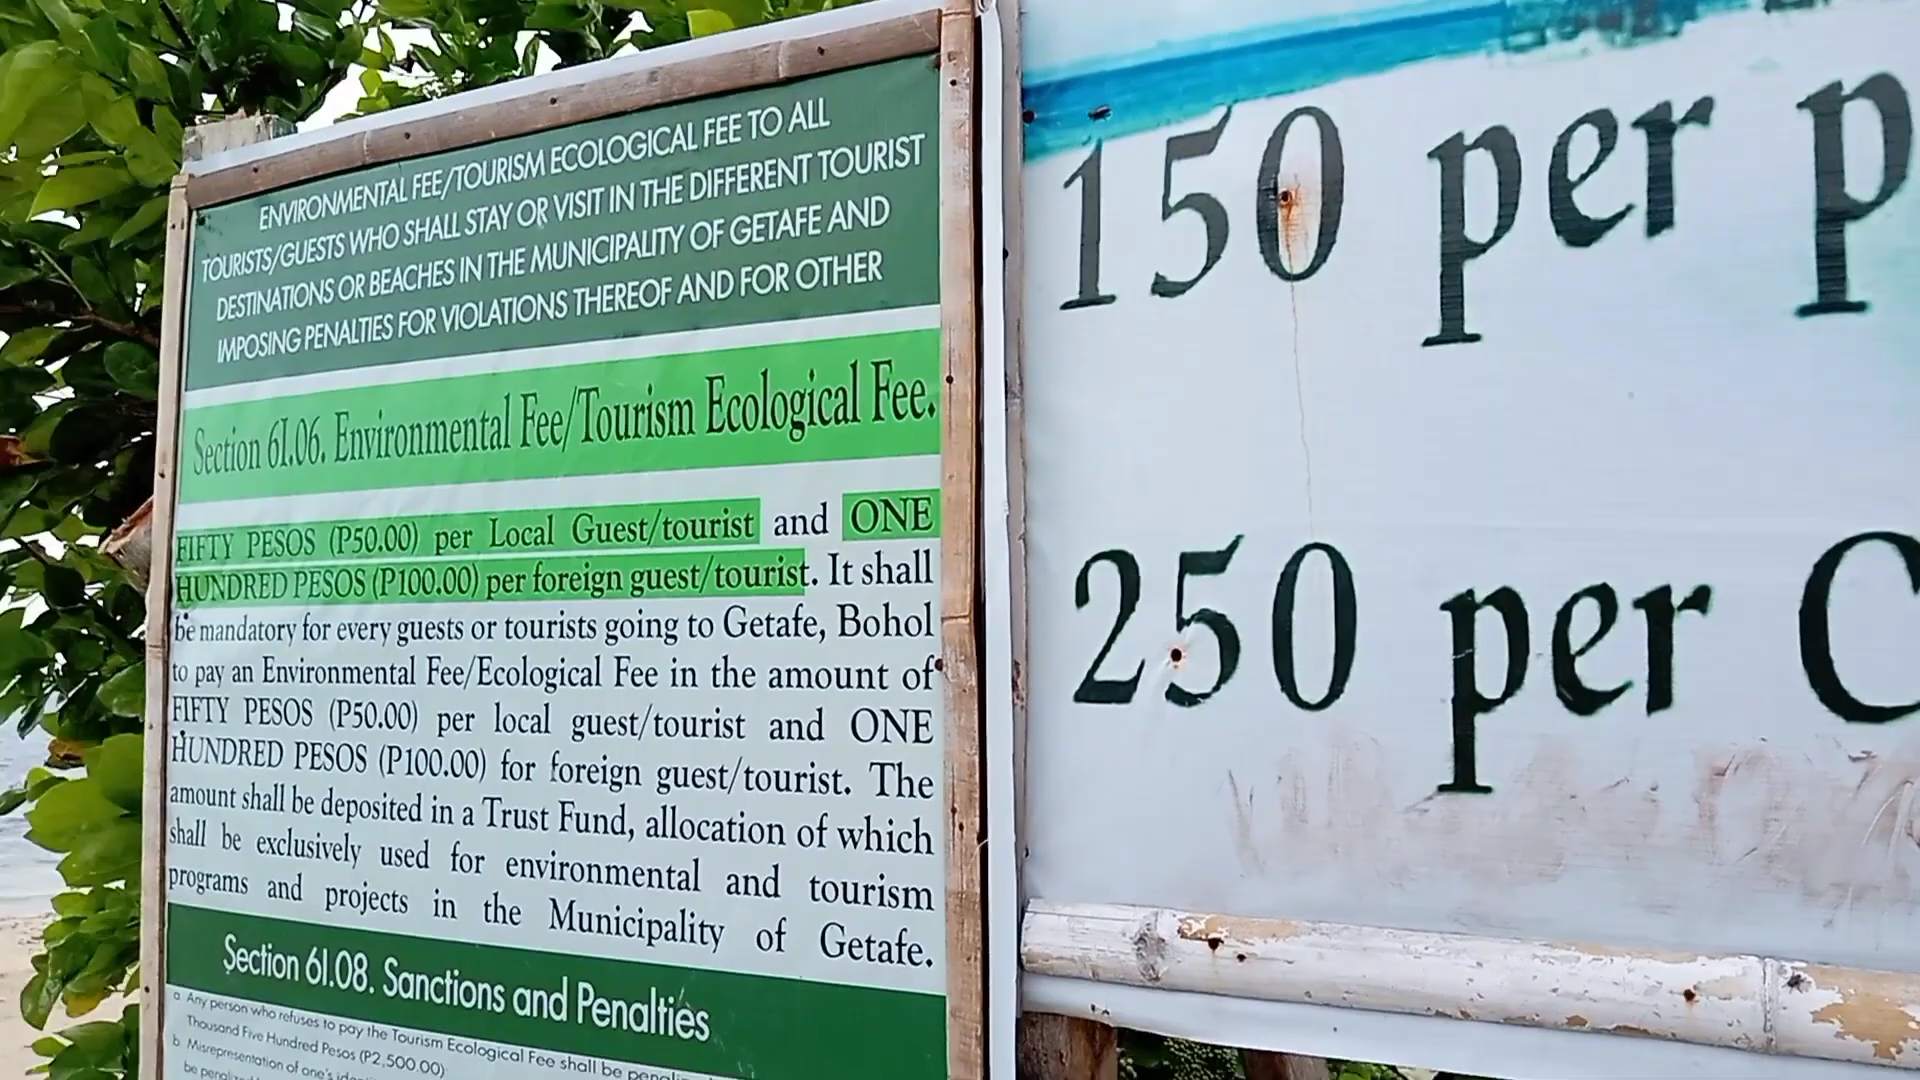 ENVIRONMENTAL FEE/TOURISM ECOLOGICAL FEE TO ALL
TOURISTS/GUESTS WHO SHALL STAY OR VISIT IN THE DIFFERENT TOURIST
DESTINATIONS OR BEACHES IN THE MUNICIPALITY OF GETAFE AND
IMPOSING PENALTIES FOR VIOLATIONS THEREOF AND FOR OTHER
Section 6I.06. Environmental Fee/Tourism Ecological Fee.
FIFTY PESOS (P50.00) per Local Guest/tourist and ONE
HUNDRED PESOS (P100.00) per foreign guest/tourist. It shall
be mandatory for every guests or tourists going to Getafe, Bohol
to pay an Environmental Fee/Ecological Fee in the amount of
FIFTY PESOS (P50.00) per local guest/tourist and ONE
HUNDRED PESOS (P100.00) for foreign guest/tourist. The
amount shall be deposited in a Trust Fund, allocation of which
shall be exclusively used for environmental and tourism
programs and projects in the Municipality of Getafe.
Section 6I.08. Sanctions and Penalties
a Any person who refuses to pay the Tourism Ecological Fee shall be
Thousand Five Hundred Pesos (P2,500.00)
b Misrepresentation of one's
be
150 per p
250 per C